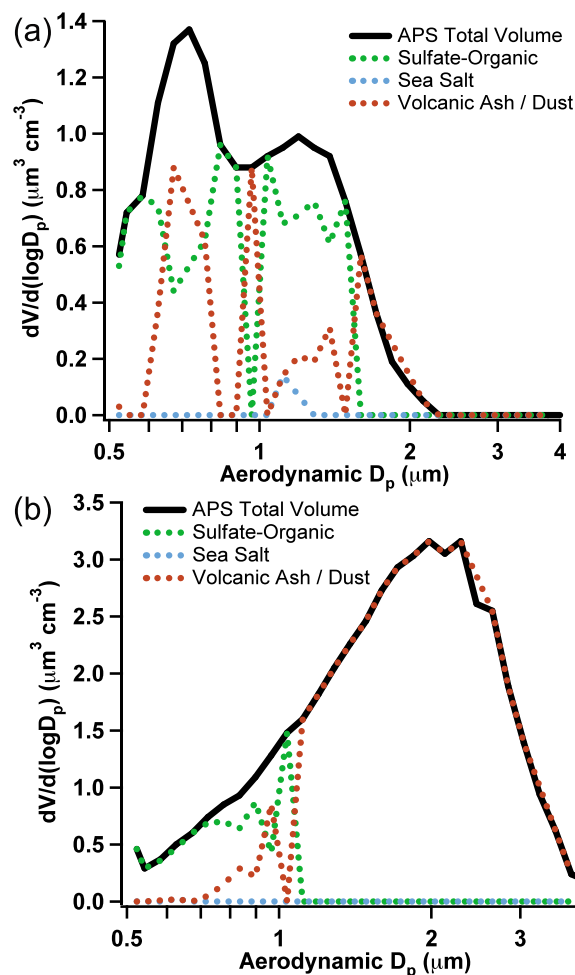 (a)
APS Total Volume
Sulfate-Organic
Sea Salt
Volcanic Ash / Dust
dV/d(logDp) (μm³ cm⁻³)
1.4
1.2
1.0
0.8
0.6
0.4
0.2
0.0
0.5 1 2 3 4
Aerodynamic Dp (μm)
(b)
APS Total Volume
Sulfate-Organic
Sea Salt
Volcanic Ash / Dust
dV/d(logDp) (μm³ cm⁻³)
3.5
3.0
2.5
2.0
1.5
1.0
0.5
0.0
0.5 1 2 3
Aerodynamic Dp (μm)